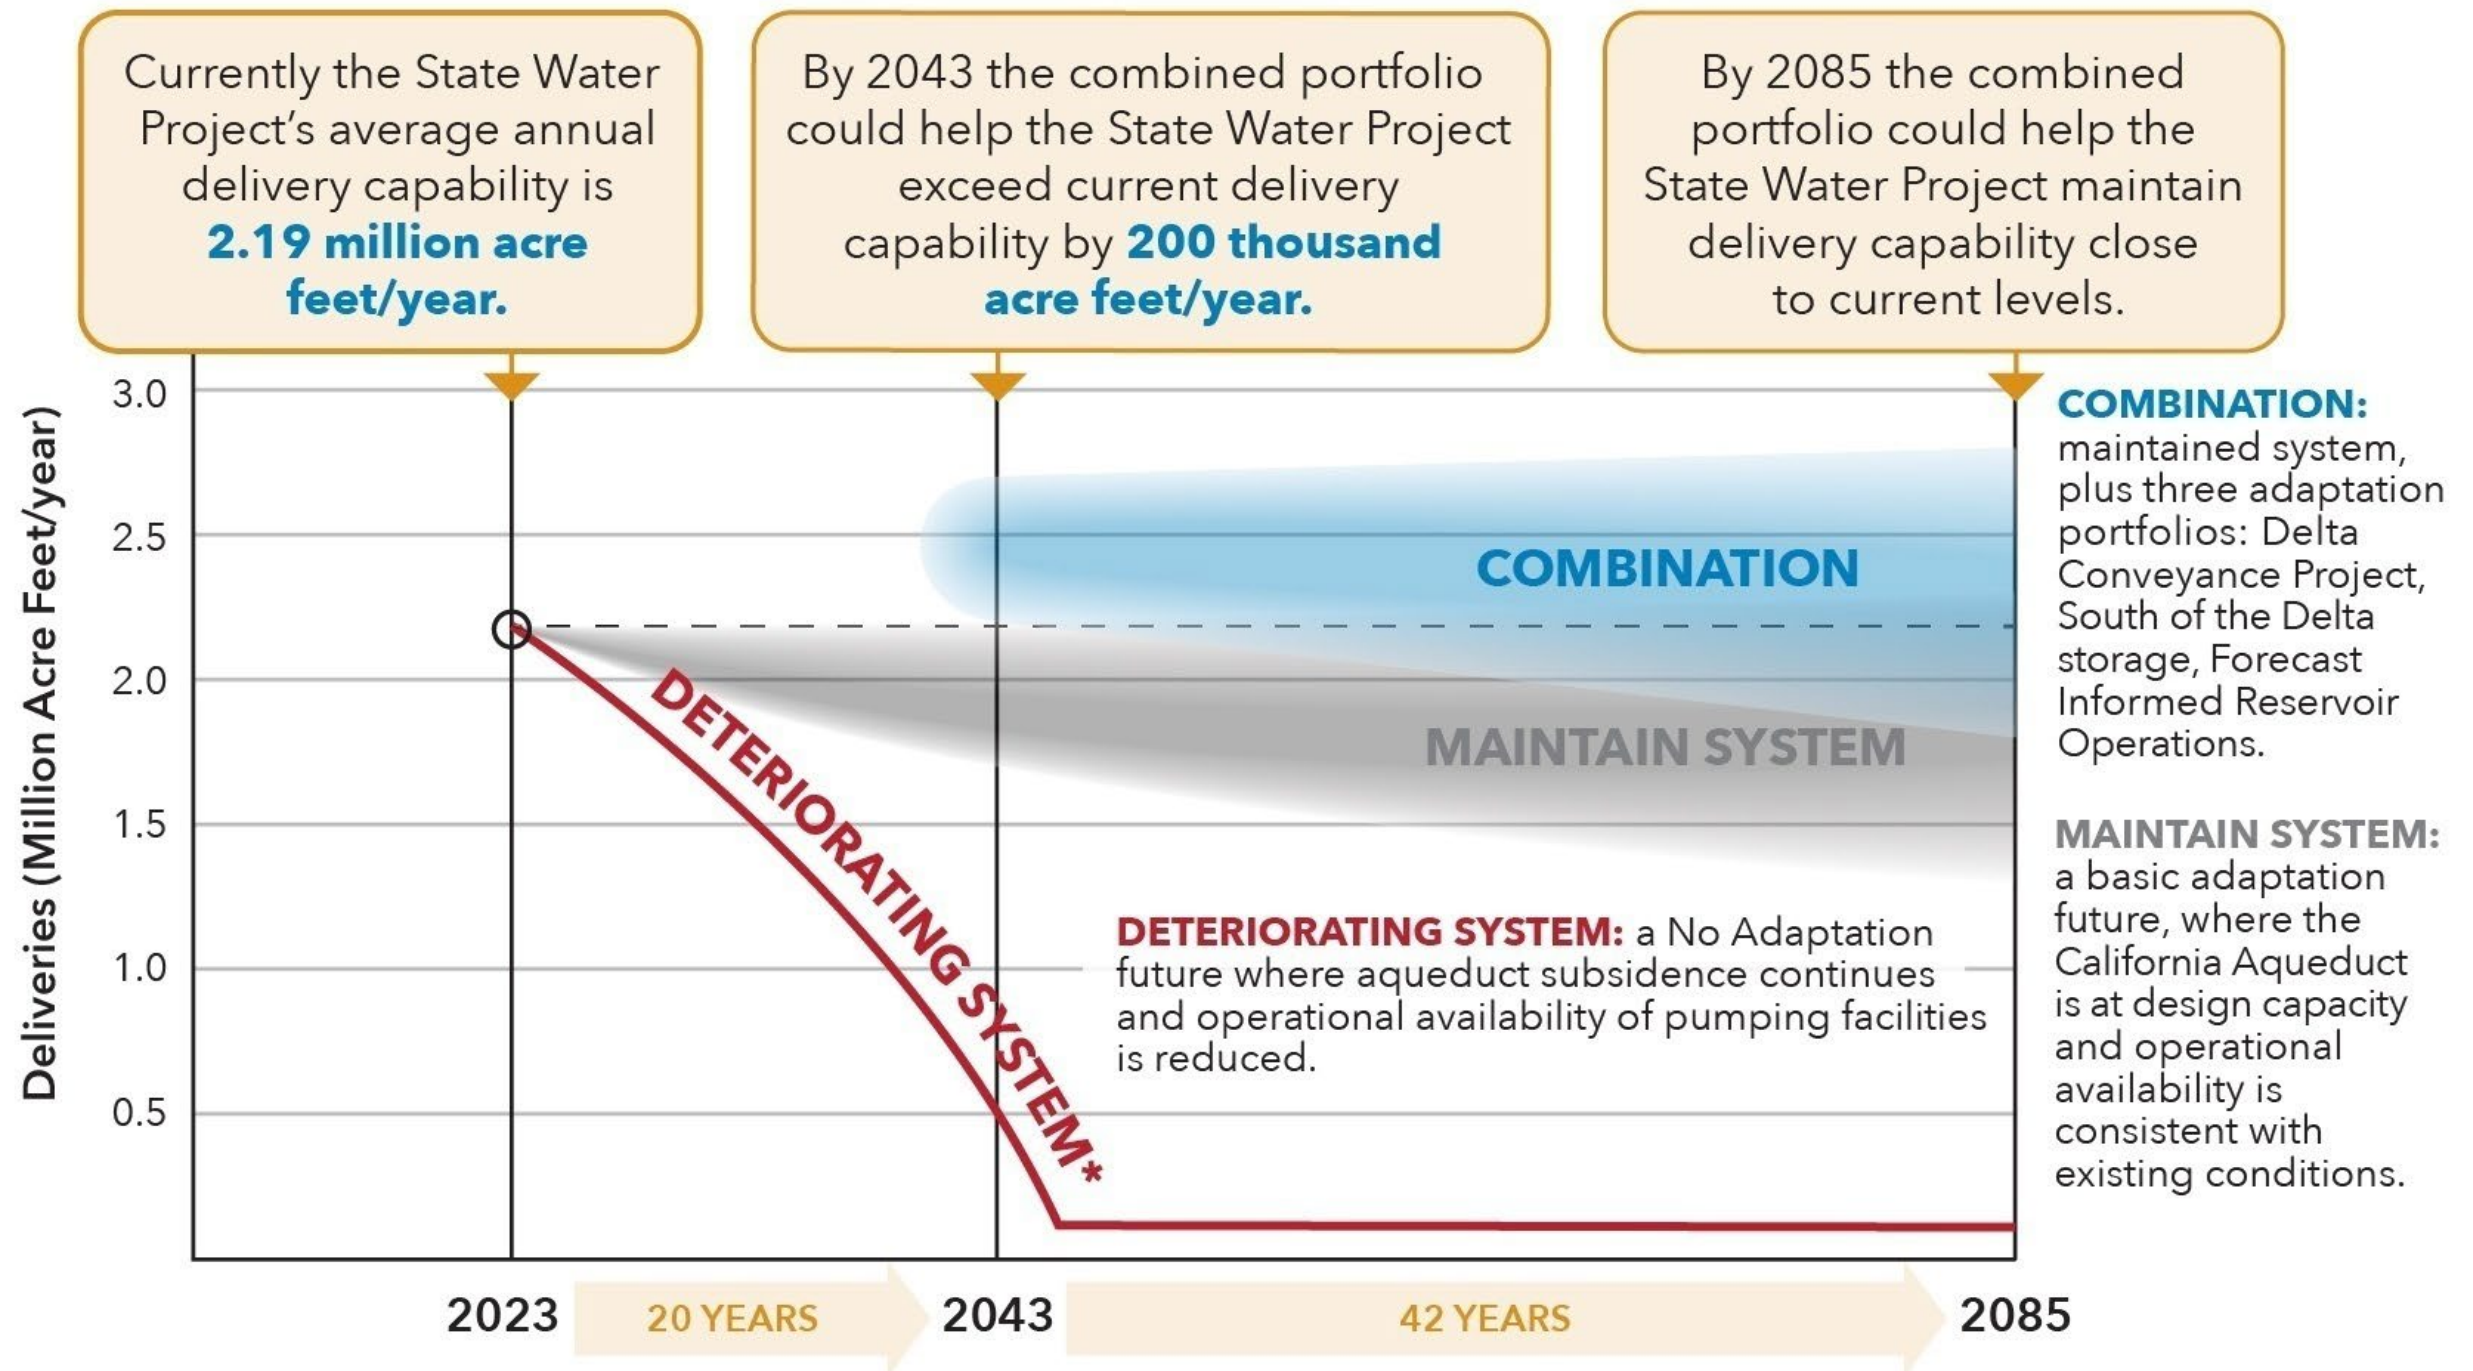 Currently the State Water
Project’s average annual
delivery capability is
2.19 million acre
feet/year.
By 2043 the combined portfolio
could help the State Water Project
exceed current delivery
capability by 200 thousand
acre feet/year.
By 2085 the combined
portfolio could help the
State Water Project maintain
delivery capability close
to current levels.
Deliveries (Million Acre Feet/year)
3.0
2.5
2.0
1.5
1.0
0.5
COMBINATION
MAINTAIN SYSTEM
DETERIORATING SYSTEM*
DETERIORATING SYSTEM: a No Adaptation
future where aqueduct subsidence continues
and operational availability of pumping facilities
is reduced.
COMBINATION:
maintained system,
plus three adaptation
portfolios: Delta
Conveyance Project,
South of the Delta
storage, Forecast
Informed Reservoir
Operations.
MAINTAIN SYSTEM:
a basic adaptation
future, where the
California Aqueduct
is at design capacity
and operational
availability is
consistent with
existing conditions.
2023
20 YEARS
2043
42 YEARS
2085